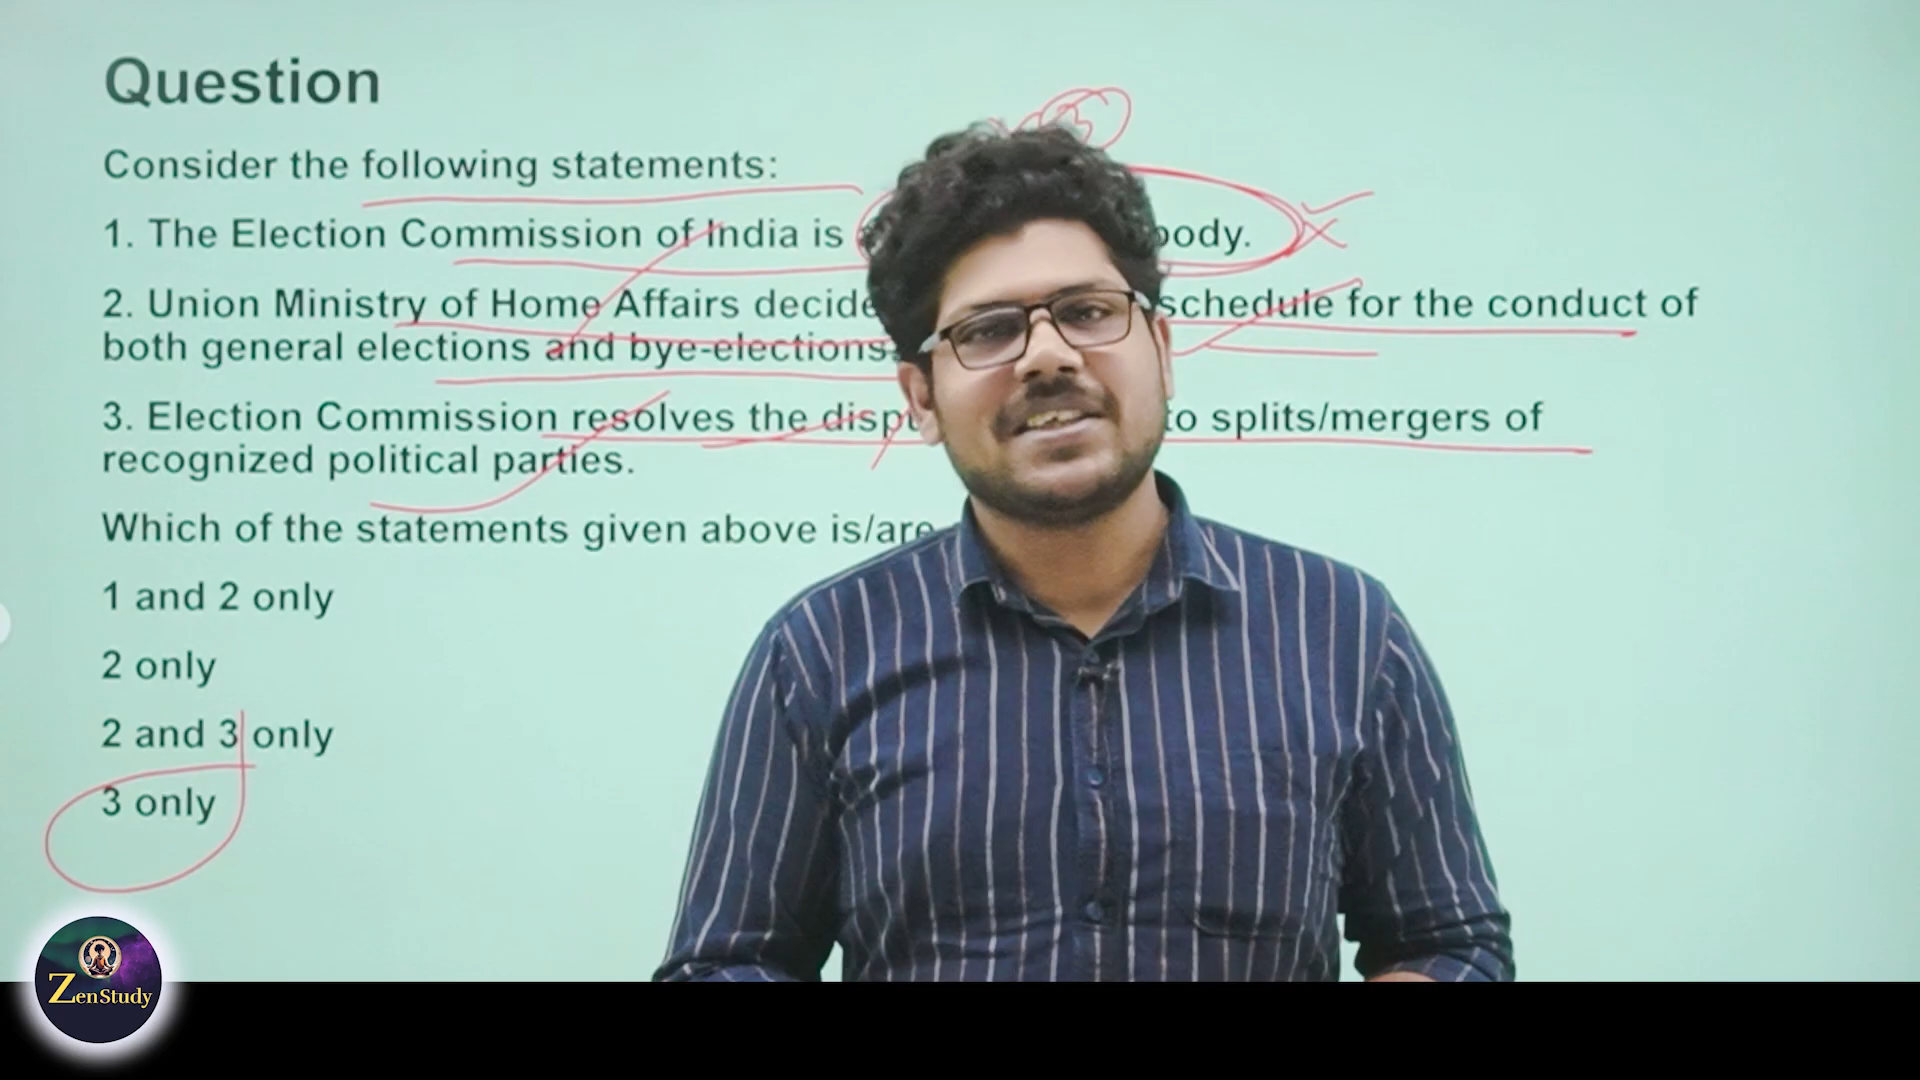 Question
Consider the following statements:
1. The Election Commission of India is body.
2. Union Ministry of Home Affairs schedule for the conduct of
both general elections and bye-elections
3. Election Commission resolves the to splits/mergers of
recognized political parties.
Which of the statements given above is/are
1 and 2 only
2 only
2 and 3 only
3 only
ZenStudy